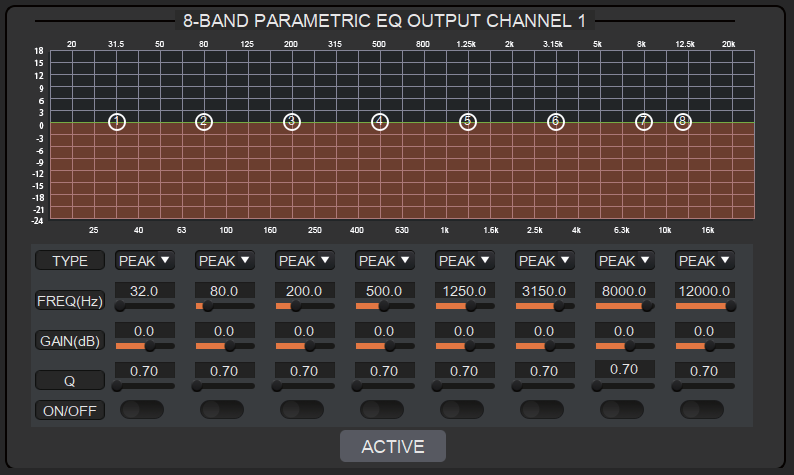 8-BAND PARAMETRIC EQ OUTPUT CHANNEL 1
20 31.5 50 80 125 200 315 500 800 1.25k 2k 3.15k 5k 8k 12.5k 20k
18
15
12
9
6
3
0
-3
-6
-9
-12
-15
-18
-21
-24
1 2 3 4 5 6 7 8
25 40 63 100 160 250 400 630 1k 1.6k 2.5k 4k 6.3k 10k 16k
TYPE PEAK ▼ PEAK ▼ PEAK ▼ PEAK ▼ PEAK ▼ PEAK ▼ PEAK ▼ PEAK ▼
FREQ(Hz) 32.0 80.0 200.0 500.0 1250.0 3150.0 8000.0 12000.0
GAIN(dB) 0.0 0.0 0.0 0.0 0.0 0.0 0.0 0.0
Q 0.70 0.70 0.70 0.70 0.70 0.70 0.70 0.70
ON/OFF
ACTIVE